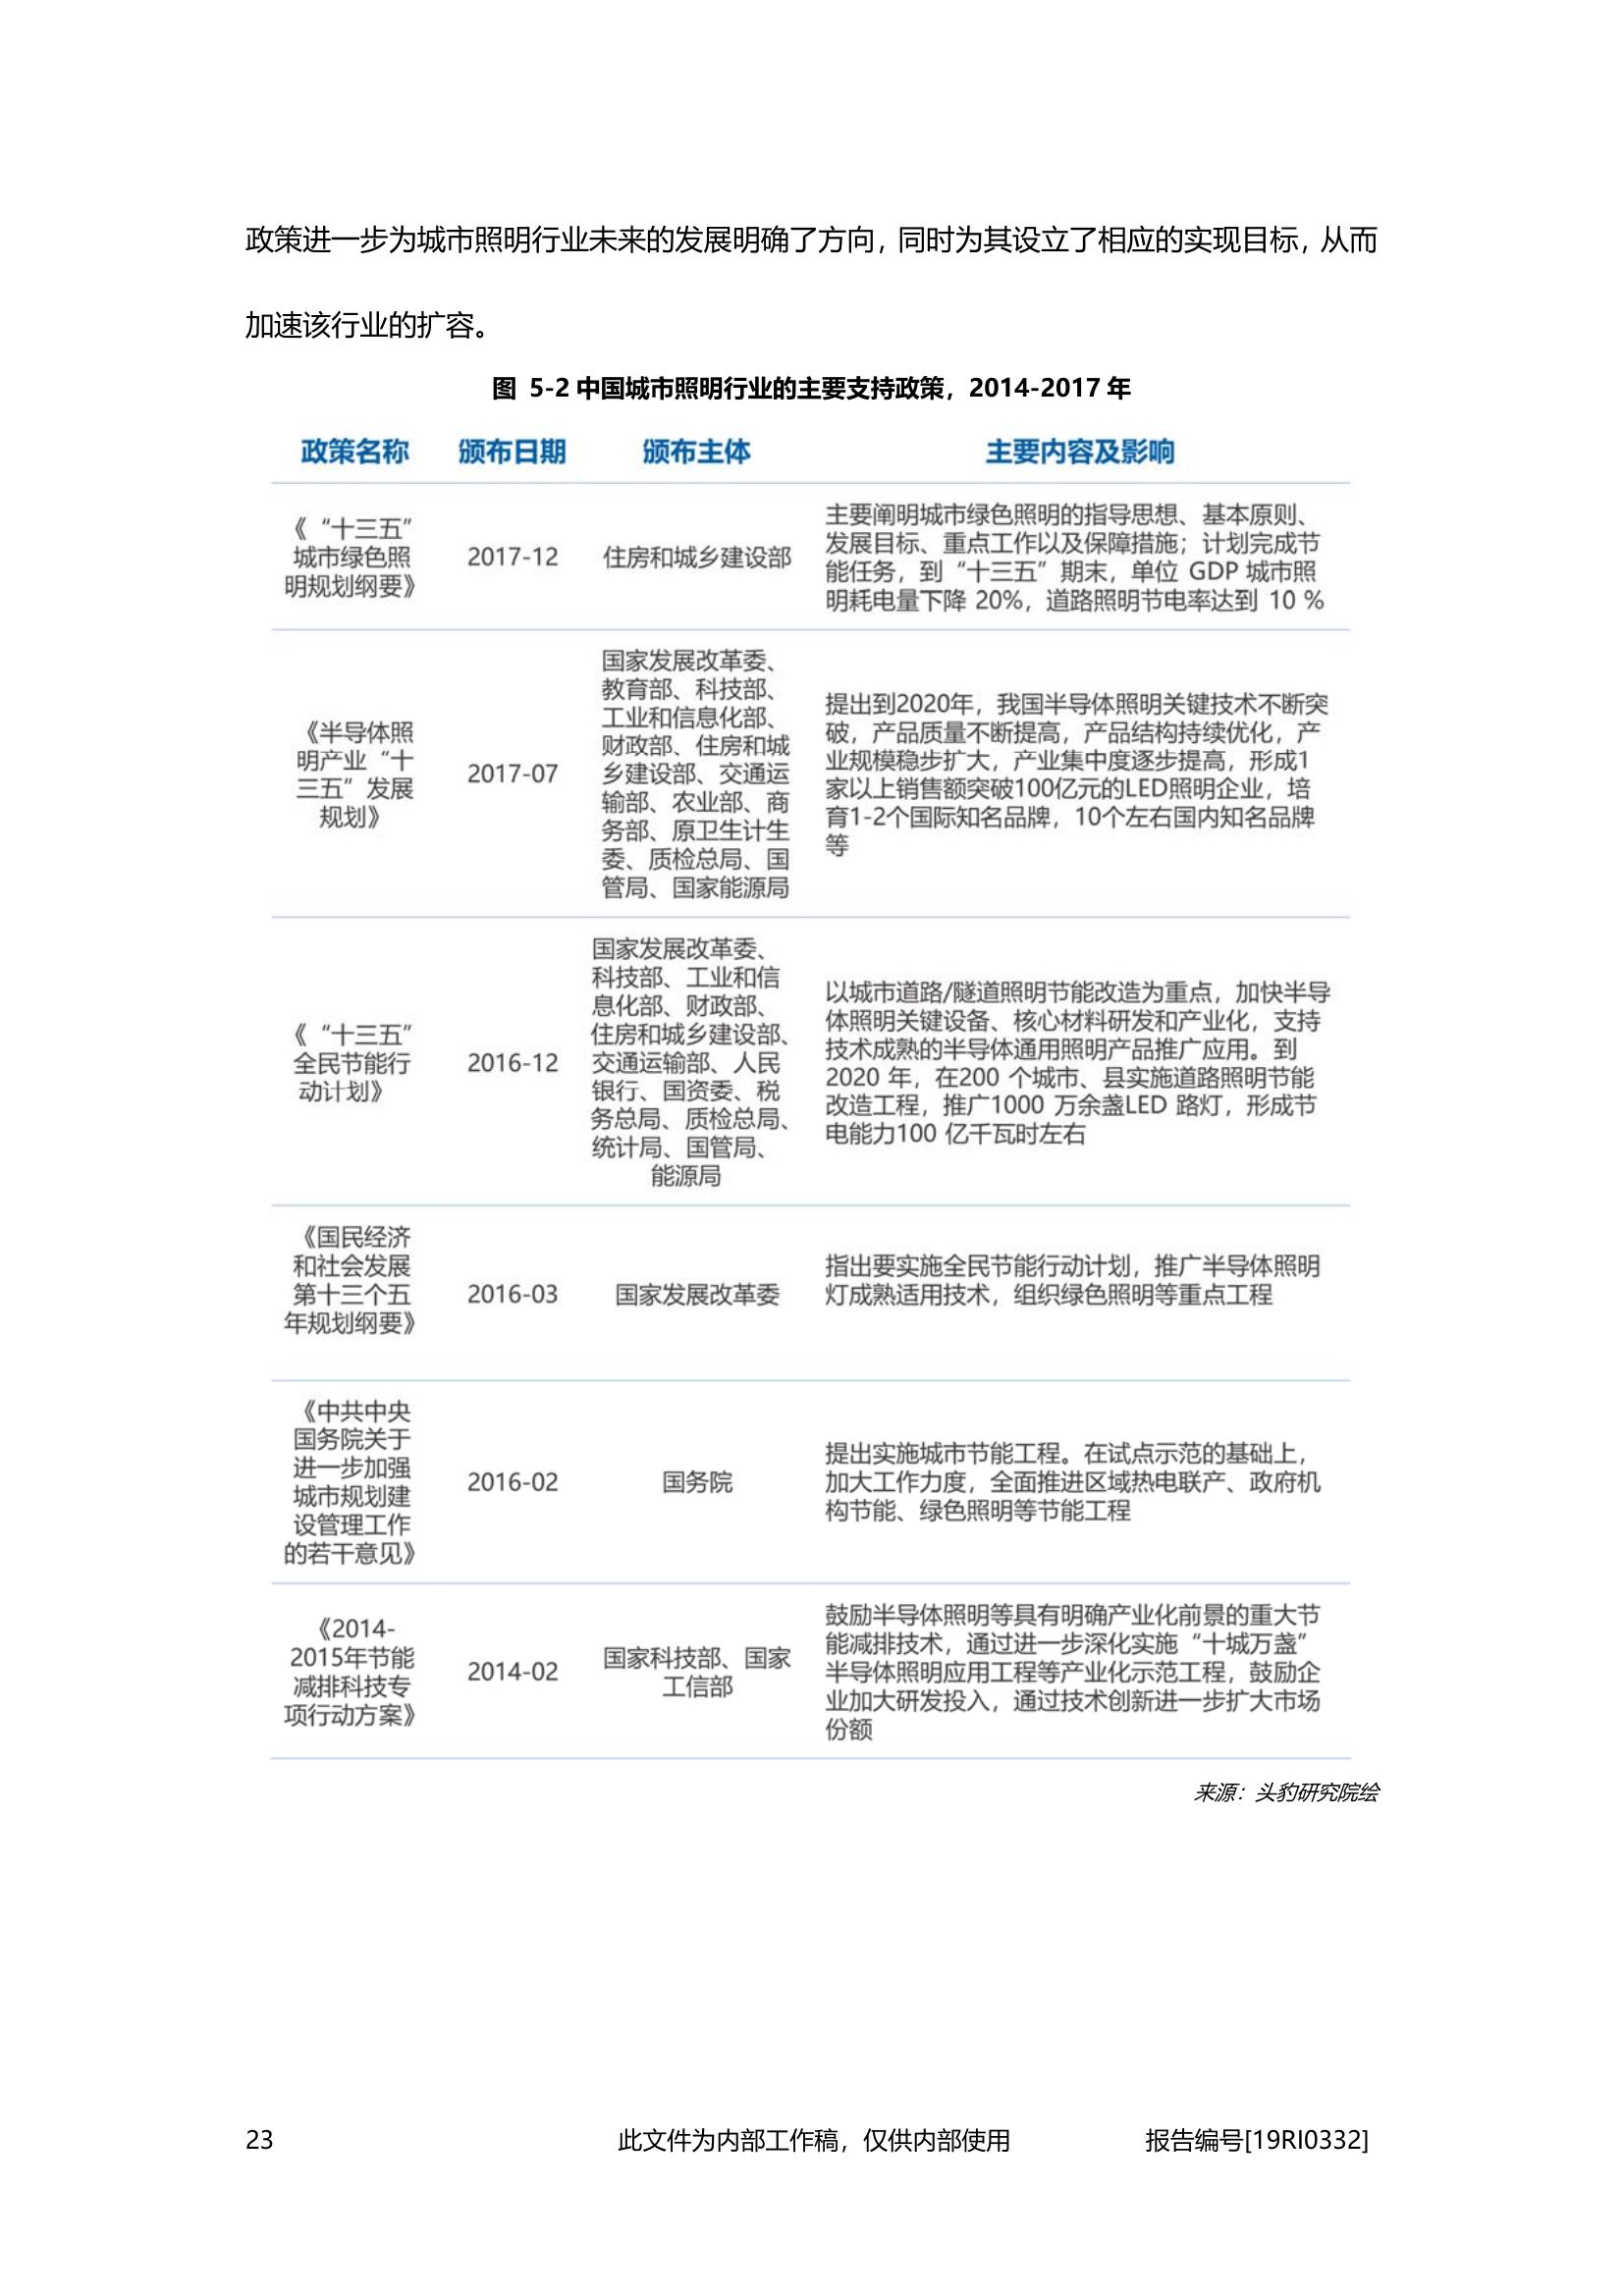 政策进一步为城市照明行业未来的发展明确了方向，同时为其设立了相应的实现目标，从而
加速该行业的扩容。
图 5-2 中国城市照明行业的主要支持政策，2014-2017 年
政策名称 颁布日期 颁布主体 主要内容及影响
《“十三五”
城市绿色照
明规划纲要》
2017-12
住房和城乡建设部
主要阐明城市绿色照明的指导思想、基本原则、
发展目标、重点工作以及保障措施；计划完成节
能任务，到“十三五”期末，单位 GDP 城市照
明耗电量下降 20%，道路照明节电率达到 10 %
《半导体照
明产业“十
三五”发展
规划》
2017-07
国家发展改革委、
教育部、科技部、
工业和信息化部、
财政部、住房和城
乡建设部、交通运
输部、农业部、商
务部、原卫生计生
委、质检总局、国
管局、国家能源局
提出到2020年，我国半导体照明关键技术不断突
破，产品质量不断提高，产品结构持续优化，产
业规模稳步扩大，产业集中度逐步提高，形成1
家以上销售额突破100亿元的LED照明企业，培
育1-2个国际知名品牌，10个左右国内知名品牌
等
《“十三五”
全民节能行
动计划》
2016-12
国家发展改革委、
科技部、工业和信
息化部、财政部、
住房和城乡建设部、
交通运输部、人民
银行、国资委、税
务总局、质检总局、
统计局、国管局、
能源局
以城市道路/隧道照明节能改造为重点，加快半导
体照明关键设备、核心材料研发和产业化，支持
技术成熟的半导体通用照明产品推广应用。到
2020 年，在200 个城市、县实施道路照明节能
改造工程，推广1000 万余盏LED 路灯，形成节
电能力100 亿千瓦时左右
《国民经济
和社会发展
第十三个五
年规划纲要》
2016-03
国家发展改革委
指出要实施全民节能行动计划，推广半导体照明
灯成熟适用技术，组织绿色照明等重点工程
《中共中央
国务院关于
进一步加强
城市规划建
设管理工作
的若干意见》
2016-02
国务院
提出实施城市节能工程。在试点示范的基础上，
加大工作力度，全面推进区域热电联产、政府机
构节能、绿色照明等节能工程
《2014-
2015年节能
减排科技专
项行动方案》
2014-02
国家科技部、国家
工信部
鼓励半导体照明等具有明确产业化前景的重大节
能减排技术，通过进一步深化实施“十城万盏”
半导体照明应用工程等产业化示范工程，鼓励企
业加大研发投入，通过技术创新进一步扩大市场
份额
来源：头豹研究院绘
23 此文件为内部工作稿，仅供内部使用 报告编号[19RI0332]